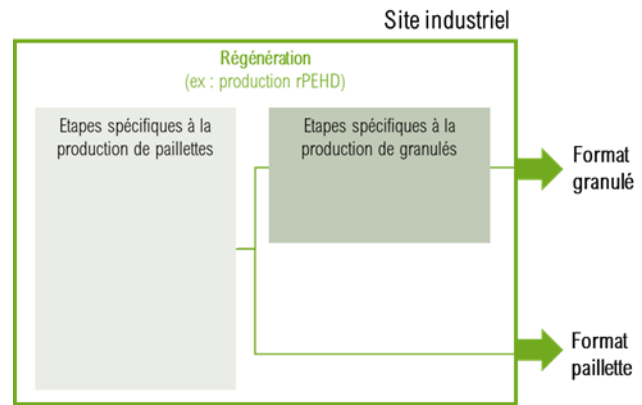 Site industriel
Régénération
(ex : production rPEHD)
Etapes spécifiques à la
production de paillettes
Etapes spécifiques à la
production de granulés
Format
granulé
Format
paillette